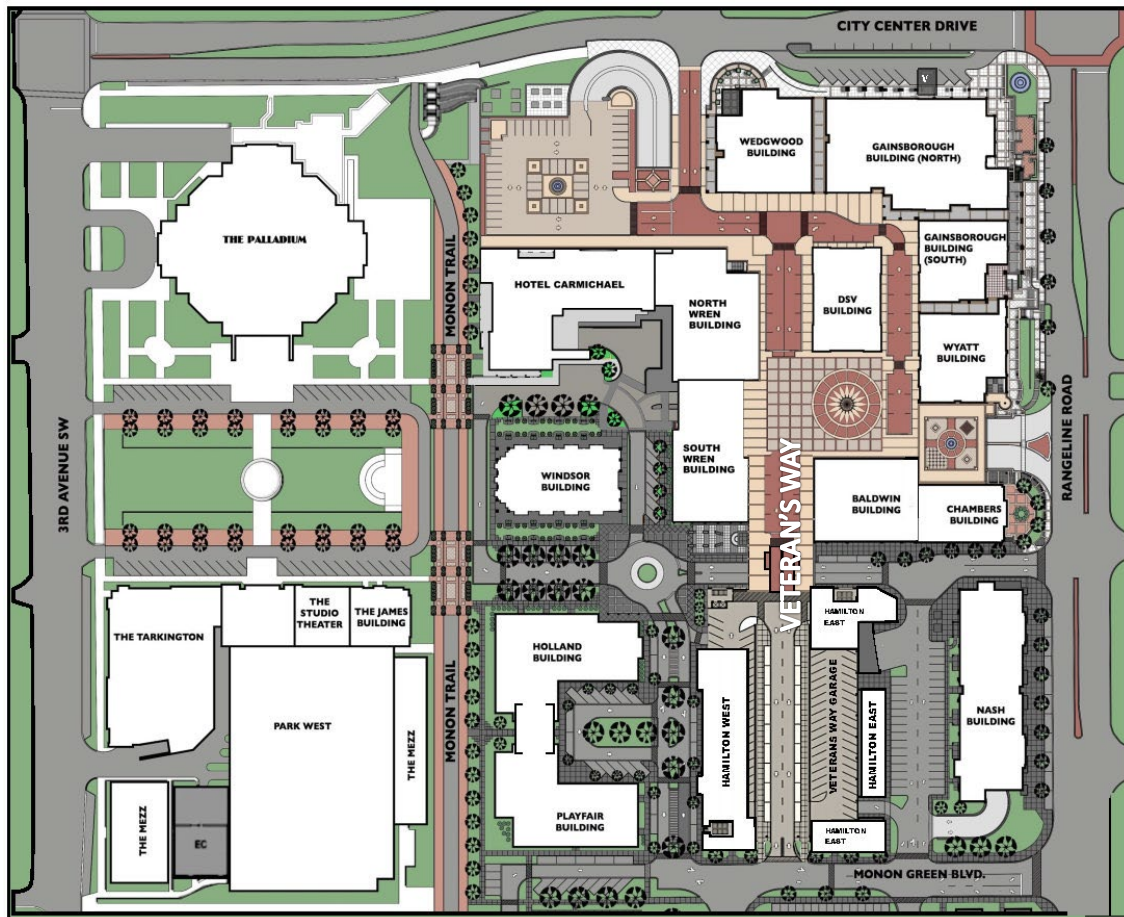 CITY CENTER DRIVE
V
WEDGWOOD
BUILDING
GAINSBOROUGH
BUILDING (NORTH)
THE PALLADIUM
GAINSBOROUGH
BUILDING
(SOUTH)
MONON TRAIL
HOTEL CARMICHAEL
NORTH
WREN
BUILDING
DSV
BUILDING
WYATT
BUILDING
RANGELINE ROAD
3RD AVENUE SW
WINDSOR
BUILDING
SOUTH
WREN
BUILDING
VETERAN'S WAY
BALDWIN
BUILDING
CHAMBERS
BUILDING
THE TARKINGTON
THE
STUDIO
THEATER
THE JAMES
BUILDING
HOLLAND
BUILDING
HAMILTON
EAST
MONON TRAIL
PARK WEST
THE MEZZ
HAMILTON WEST
VETERANS WAY GARAGE
HAMILTON EAST
NASH
BUILDING
THE MEZZ
EC
PLAYFAIR
BUILDING
HAMILTON
EAST
MONON GREEN BLVD.